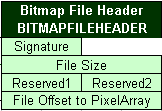 Bitmap File Header
BITMAPFILEHEADER
Signature
File Size
Reserved1 Reserved2
File Offset to PixelArray